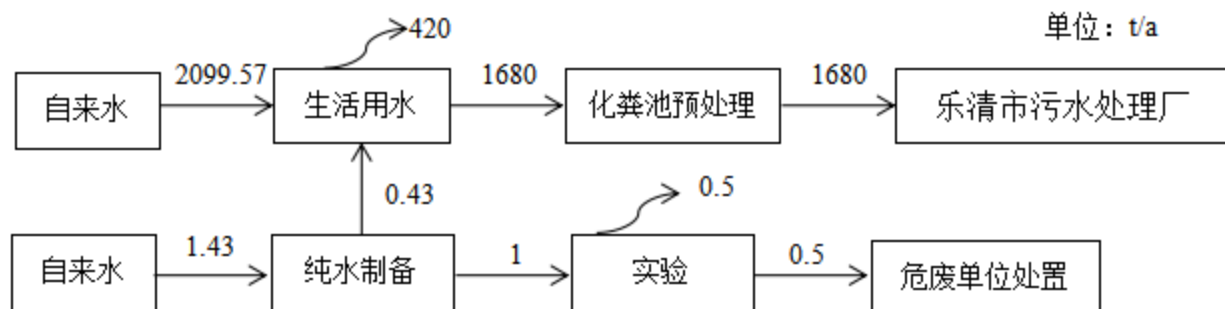 420
单位：t/a
2099.57
1680
1680
自来水
生活用水
化粪池预处理
乐清市污水处理厂
0.43
0.5
1.43
1
0.5
自来水
纯水制备
实验
危废单位处置